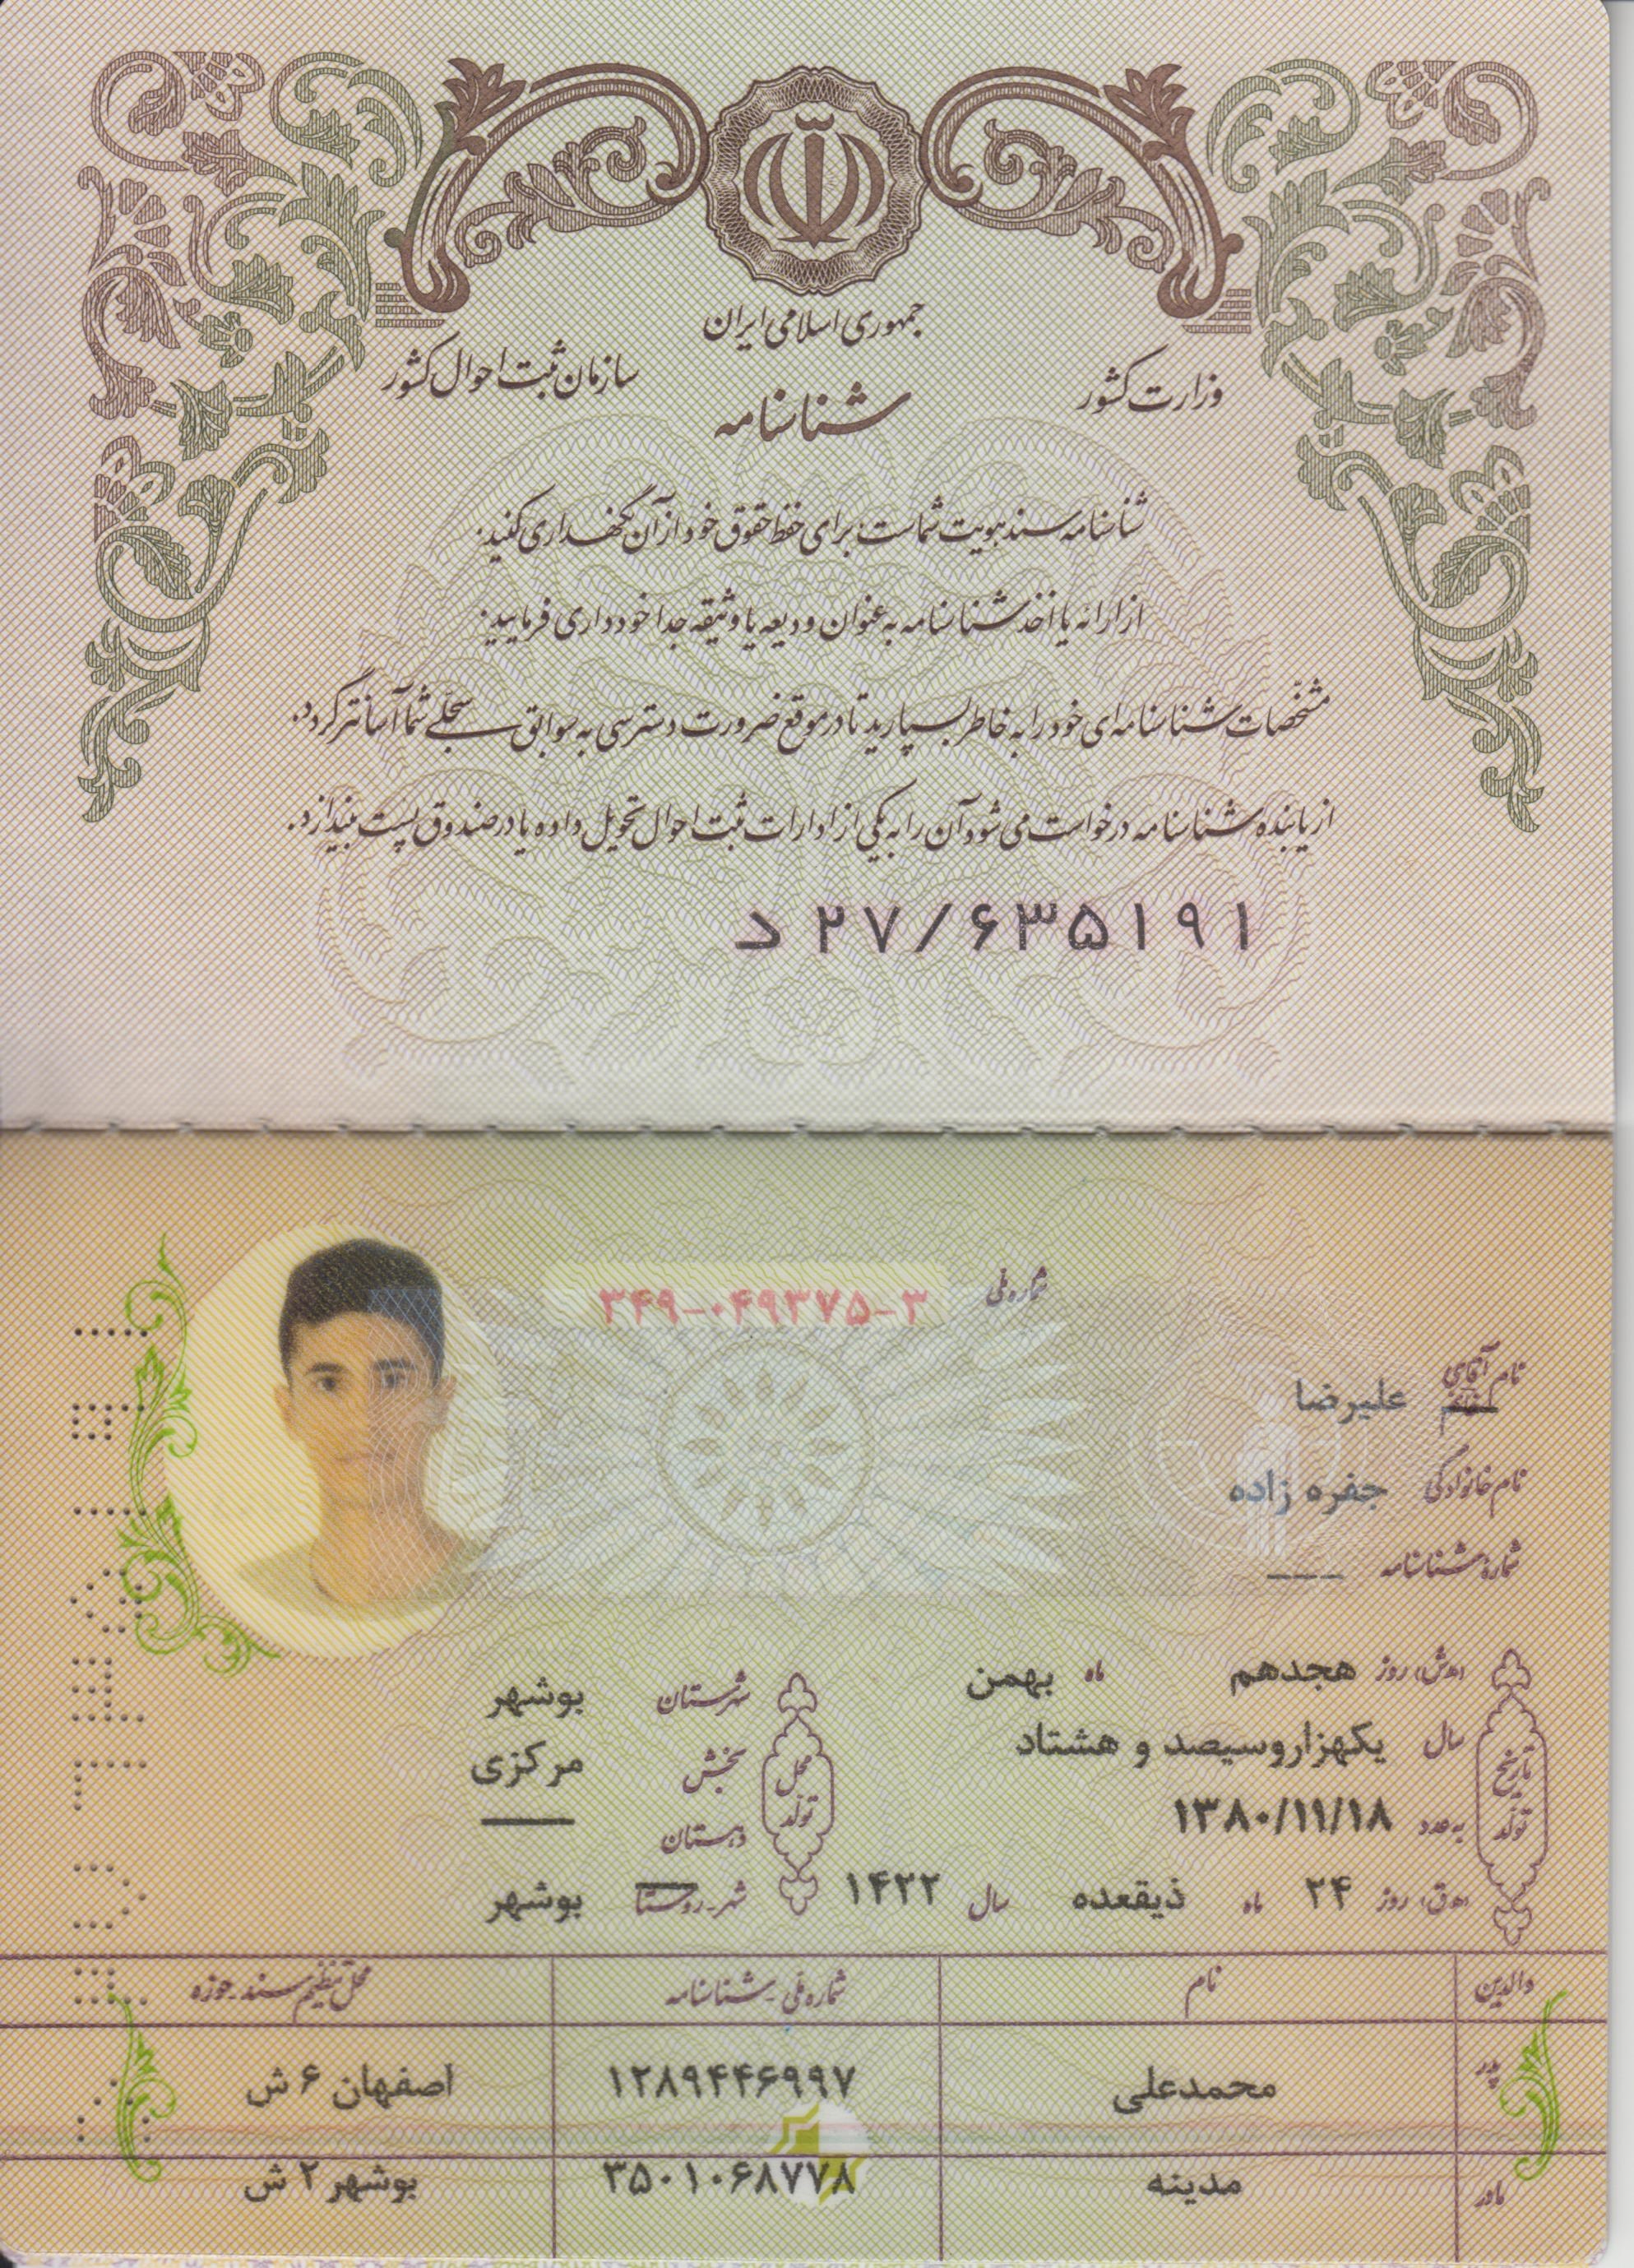 جمهوری اسلامی ایران
وزارت کشور
سازمان ثبت احوال کشور
شناسنامه
شناسنامه سند هویت شماست برای حفظ حقوق خود از آن نگهداری کنید.
از ارائه یا اخذ شناسنامه به عنوان ودیعه یا وثیقه جداً خودداری فرمایید.
مشخصات شناسنامه‌ای خود را به خاطر بسپارید تا در موقع ضرورت دسترسی به سوابق سجلی شما آسانتر گردد.
از یابنده شناسنامه درخواست می‌شود آن را به یکی از ادارات ثبت احوال تحویل داده یا در صندوق پست بیندازد.
د ۲۷/۶۳۵۱۹۱
شماره ملی ۳۴۹-۰۴۹۳۷۵-۳
نام آقای علیرضا
نام خانوادگی جفره زاده
شماره شناسنامه ---
تاریخ تولد
(ه‍.ش) روز هجدهم ماه بهمن
سال یکهزاروسیصد و هشتاد
به عدد ۱۳۸۰/۱۱/۱۸
(ه‍.ق) روز ۲۴ ماه ذیقعده سال ۱۴۲۲
محل تولد
شهرستان بوشهر
بخش مرکزی
دهستان ——
شهر-روستا بوشهر
والدین نام شماره ملی-شناسنامه محل تنظیم سند-حوزه
پدر محمدعلی ۱۲۸۹۴۴۶۹۹۷ اصفهان ۶ ش
مادر مدینه ۳۵۰۱۰۶۸۷۷۸ بوشهر ۲ ش